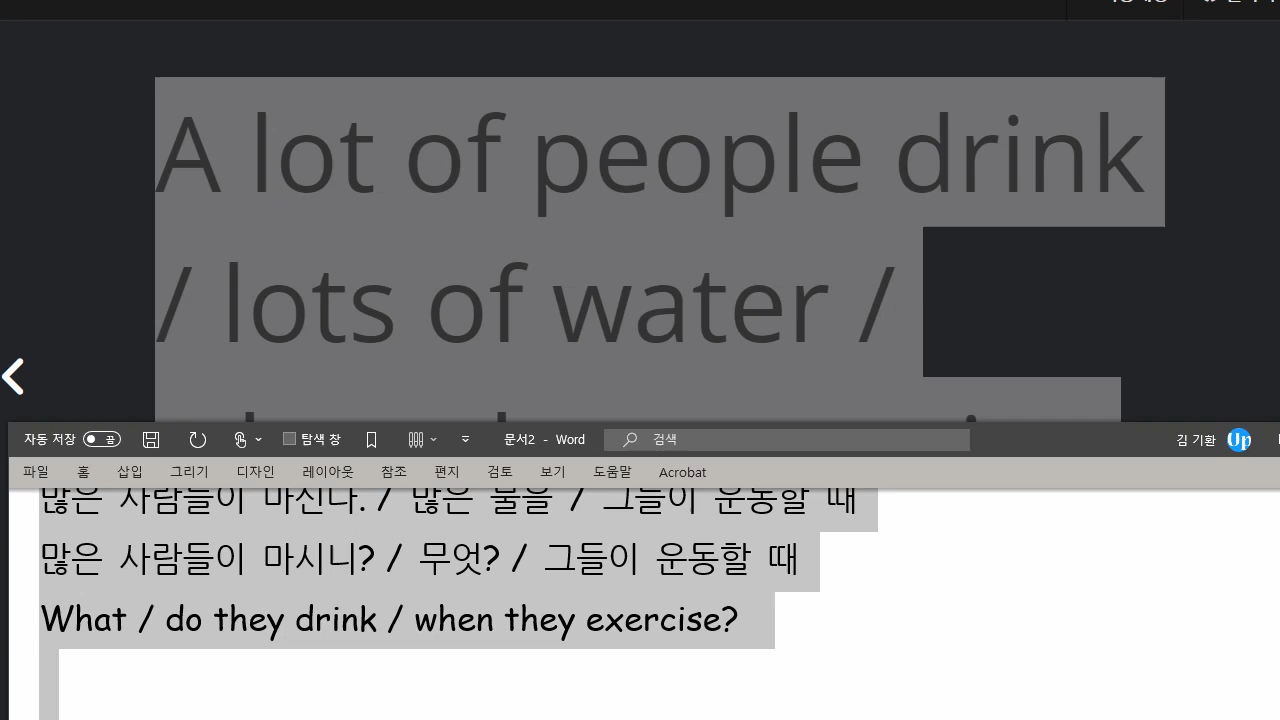 A lot of people drink
/ lots of water /
자동 저장 끔 탐색 창 문서2 - Word 검색 김 기환 Up
파일 홈 삽입 그리기 디자인 레이아웃 참조 편지 검토 보기 도움말 Acrobat
많은 사람들이 마신다. / 많은 물을 / 그들이 운동할 때
많은 사람들이 마시니? / 무엇? / 그들이 운동할 때
What / do they drink / when they exercise?